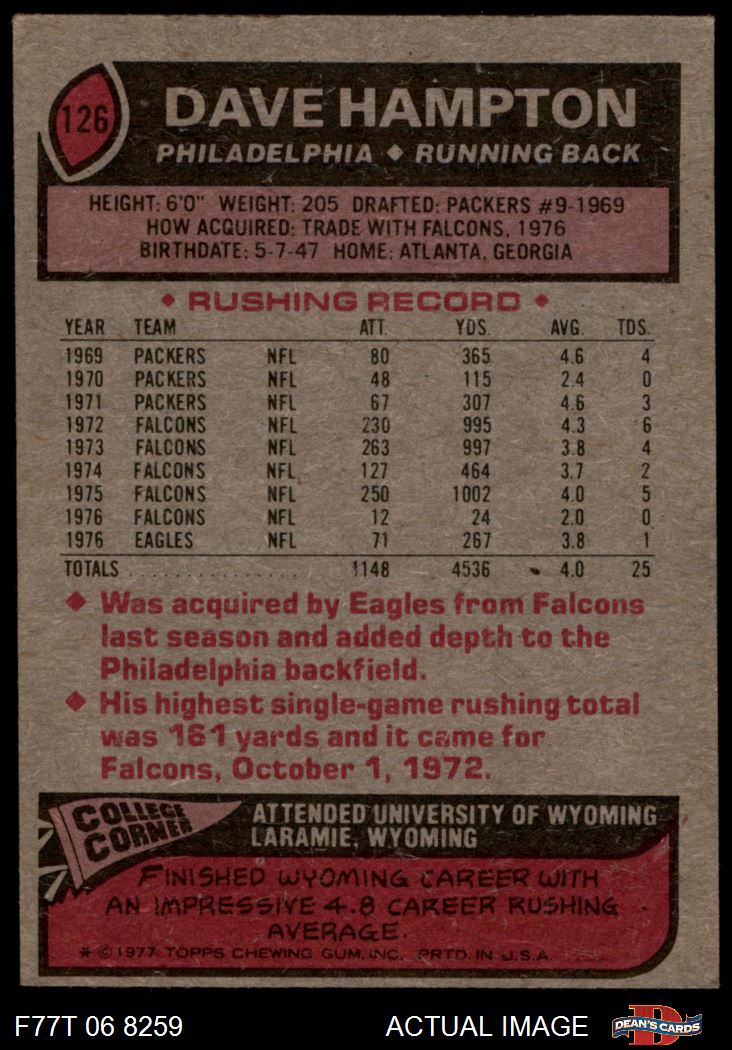 126
DAVE HAMPTON
PHILADELPHIA ♦ RUNNING BACK
HEIGHT: 6'0" WEIGHT: 205 DRAFTED: PACKERS #9-1969
HOW ACQUIRED: TRADE WITH FALCONS, 1976
BIRTHDATE: 5-7-47 HOME: ATLANTA, GEORGIA
♦ RUSHING RECORD ♦
YEAR TEAM ATT. YDS. AVG. TDS.
1969 PACKERS NFL 80 365 4.6 4
1970 PACKERS NFL 48 115 2.4 0
1971 PACKERS NFL 67 307 4.6 3
1972 FALCONS NFL 230 995 4.3 6
1973 FALCONS NFL 263 997 3.8 4
1974 FALCONS NFL 127 464 3.7 2
1975 FALCONS NFL 250 1002 4.0 5
1976 FALCONS NFL 12 24 2.0 0
1976 EAGLES NFL 71 267 3.8 1
TOTALS .............. 1148 4536 4.0 25
♦ Was acquired by Eagles from Falcons
last season and added depth to the
Philadelphia backfield.
♦ His highest single-game rushing total
was 161 yards and it came for
Falcons, October 1, 1972.
COLLEGE
CORNER
ATTENDED UNIVERSITY OF WYOMING
LARAMIE, WYOMING
FINISHED WYOMING CAREER WITH
AN IMPRESSIVE 4.8 CAREER RUSHING
AVERAGE.
* © 1977 TOPPS CHEWING GUM, INC. PRTD. IN U.S.A.
F77T 06 8259
ACTUAL IMAGE
D
DEAN'S CARDS